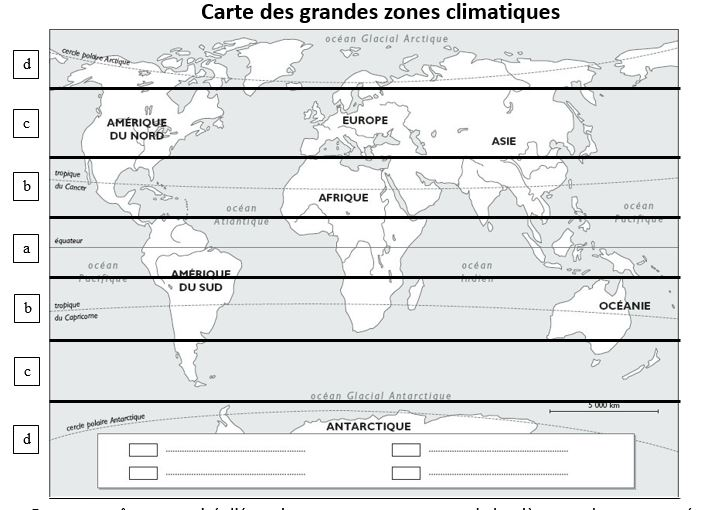 Carte des grandes zones climatiques
océan Glacial Arctique
cercle polaire Arctique
d
c
AMÉRIQUE
DU NORD
EUROPE
ASIE
tropique
du Cancer
b
AFRIQUE
océan
Atlantique
océan
Pacifique
équateur
a
océan
Pacifique
AMÉRIQUE
DU SUD
océan
Indien
tropique
du Capricorne
b
OCÉANIE
c
océan Glacial Antarctique
5 000 km
cercle polaire Antarctique
d
ANTARCTIQUE